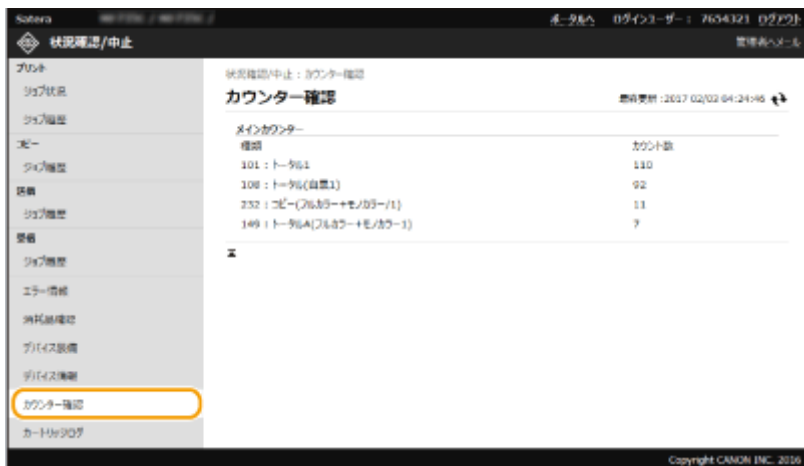 Satera
ポータルへ ログインユーザー： 7654321 ログアウト
状況確認/中止
管理者へメール
プリント
ジョブ状況
ジョブ履歴
コピー
ジョブ履歴
送信
ジョブ履歴
受信
ジョブ履歴
エラー情報
消耗品確認
デバイス設備
デバイス情報
カウンター確認
カートリッジログ
状況確認/中止 : カウンター確認
カウンター確認
最終更新 :2017 02/03 04:24:46
メインカウンター
種類 カウント数
101 : トータル1 110
108 : トータル(白黒1) 92
232 : コピー(フルカラー+モノカラー/1) 11
149 : トータルA(フルカラー+モノカラー1) 7
Copyright CANON INC. 2016